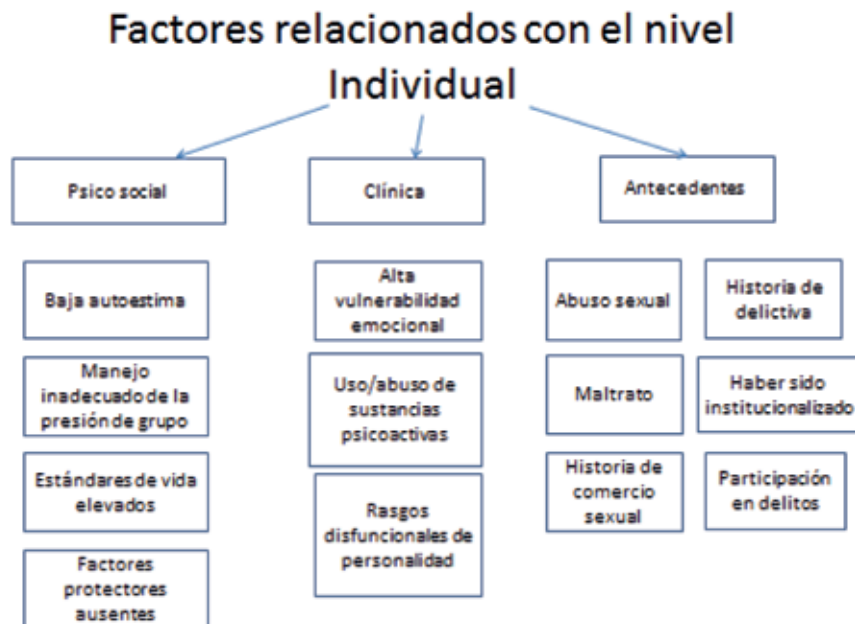 Factores relacionados con el nivel
Individual
Psico social
Clínica
Antecedentes
Baja autoestima
Manejo
inadecuado de la
presión de grupo
Estándares de vida
elevados
Factores
protectores
ausentes
Alta
vulnerabilidad
emocional
Uso/abuso de
sustancias
psicoactivas
Rasgos
disfuncionales de
personalidad
Abuso sexual
Maltrato
Historia de
comercio
sexual
Historia de
delictiva
Haber sido
institucionalizado
Participación
en delitos